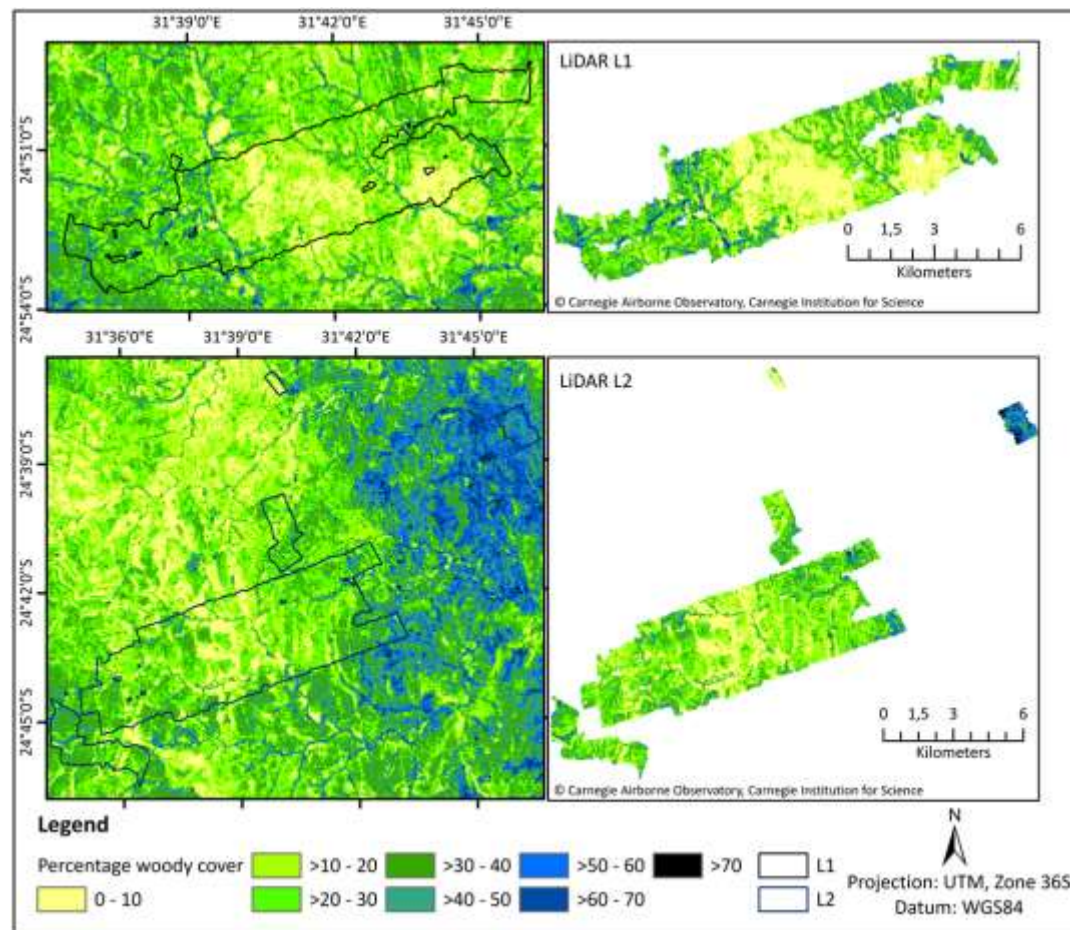 31°39'0"E 31°42'0"E 31°45'0"E
24°51'0"S
24°54'0"S
LiDAR L1
0 1,5 3 6
Kilometers
© Carnegie Airborne Observatory, Carnegie Institution for Science
31°36'0"E 31°39'0"E 31°42'0"E 31°45'0"E
24°39'0"S
24°42'0"S
24°45'0"S
LiDAR L2
0 1,5 3 6
Kilometers
© Carnegie Airborne Observatory, Carnegie Institution for Science
Legend
Percentage woody cover
0 - 10
>10 - 20
>20 - 30
>30 - 40
>40 - 50
>50 - 60
>60 - 70
>70
L1
L2
N
Projection: UTM, Zone 36S
Datum: WGS84